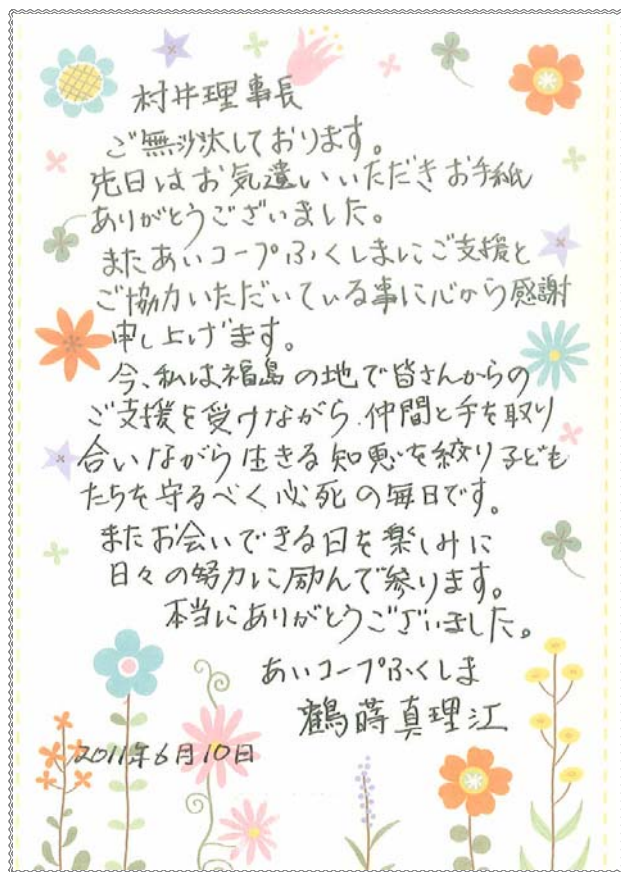 村井理事長
ご無沙汰しております。
先日はお気遣いいただきお手紙
ありがとうございました。
またあいコープふくしまにご支援と
ご協力いただいている事に心から感謝
申し上げます。
今、私は福島の地で皆さんからの
ご支援を受けながら、仲間と手を取り
合いながら生きる知恵を絞り子ども
たちを守るべく必死の毎日です。
またお会いできる日を楽しみに
日々の努力に励んで参ります。
本当にありがとうございました。
あいコープふくしま
鶴蒔真理江
2011年6月10日